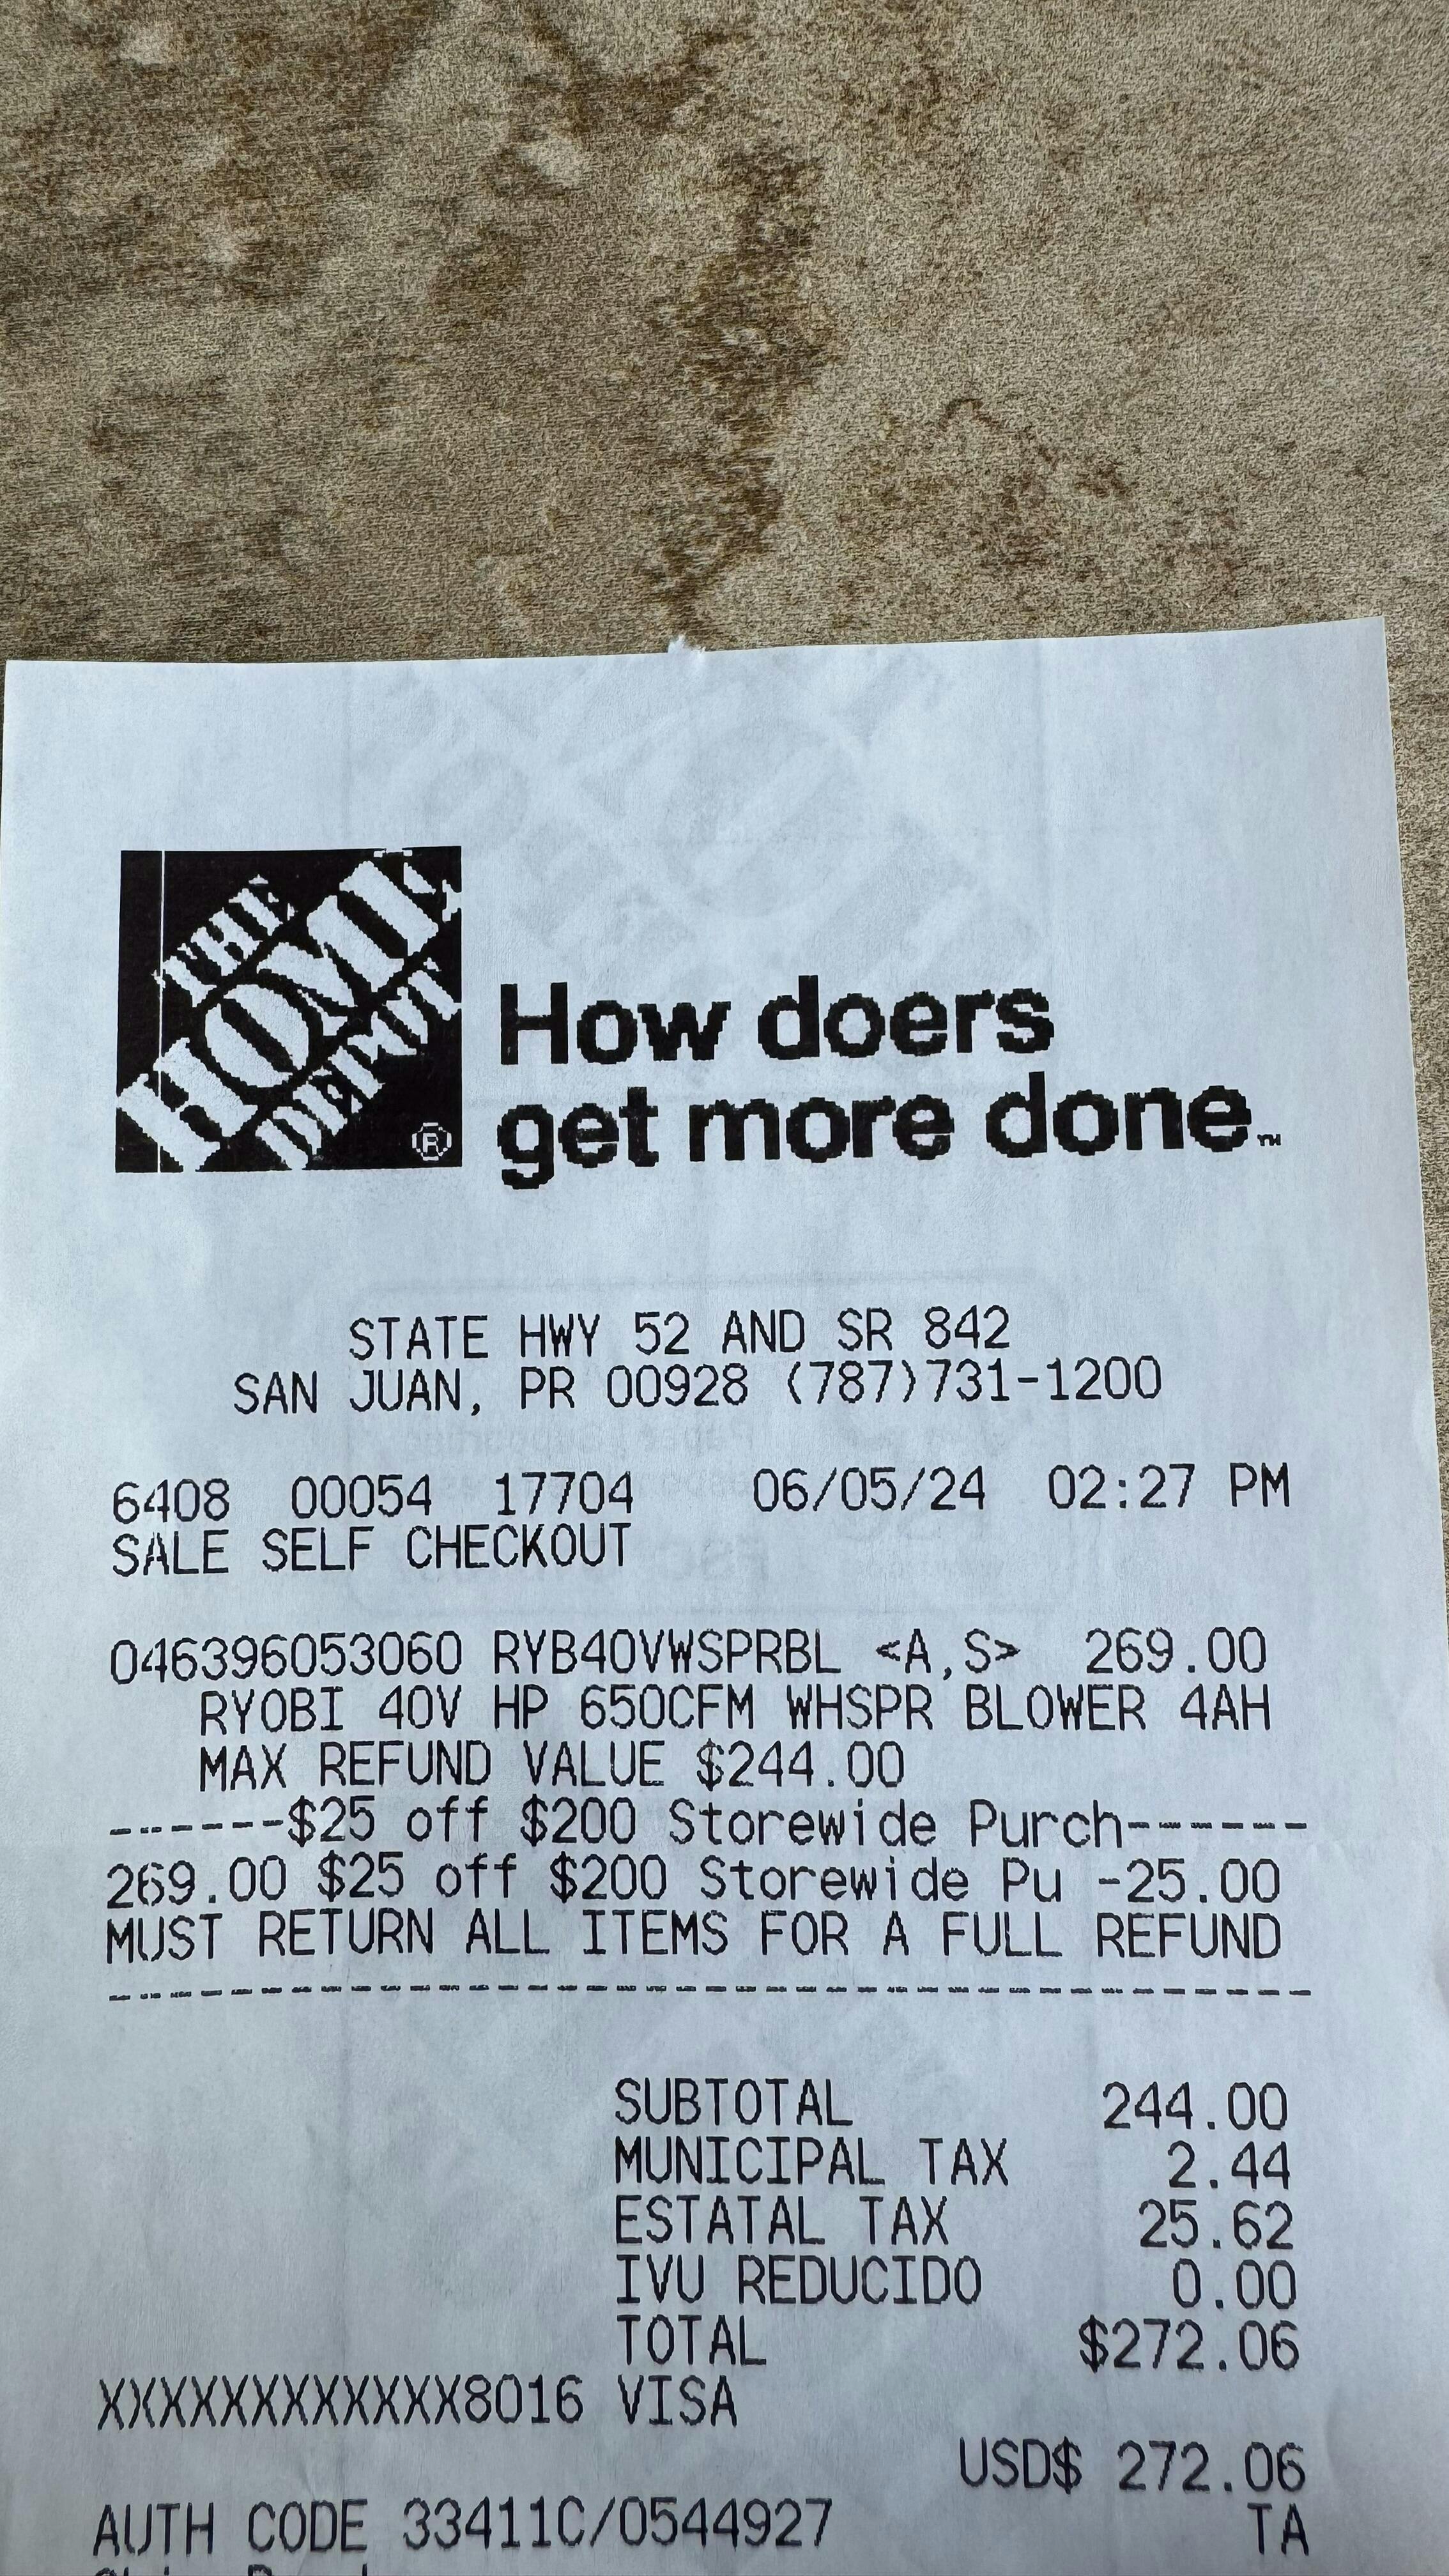 THE
HOME
DEPOT
®
How doers
get more done™
STATE HWY 52 AND SR 842
SAN JUAN, PR 00928 (787)731-1200
6408 00054 17704 06/05/24 02:27 PM
SALE SELF CHECKOUT
046396053060 RYB40VWSPRBL <A,S> 269.00
RYOBI 40V HP 650CFM WHSPR BLOWER 4AH
MAX REFUND VALUE $244.00
------$25 off $200 Storewide Purch------
269.00 $25 off $200 Storewide Pu -25.00
MUST RETURN ALL ITEMS FOR A FULL REFUND
----------------------------------------
SUBTOTAL 244.00
MUNICIPAL TAX 2.44
ESTATAL TAX 25.62
IVU REDUCIDO 0.00
TOTAL $272.06
XXXXXXXXXXXX8016 VISA
USD$ 272.06
AUTH CODE 33411C/0544927 TA